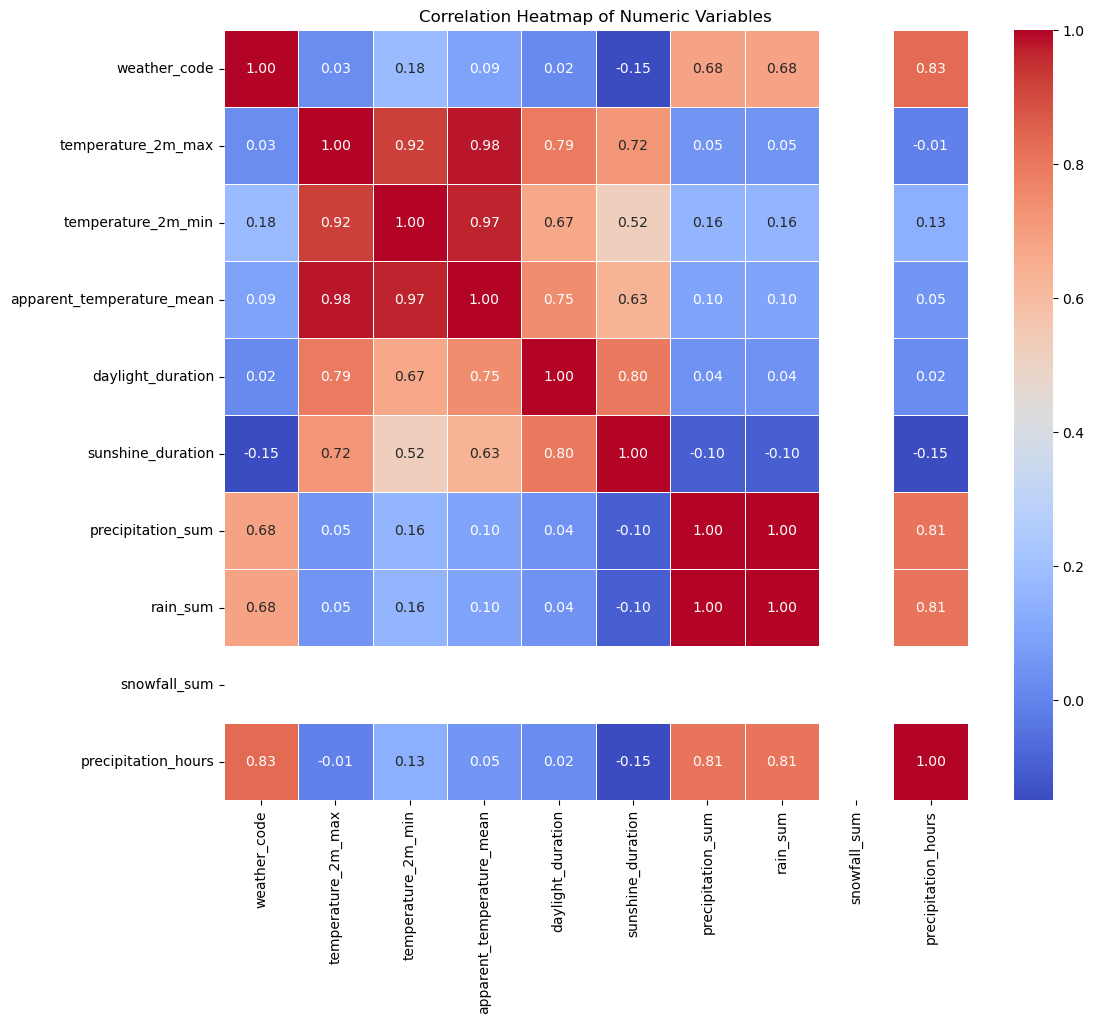 Correlation Heatmap of Numeric Variables
weather_code 1.00 0.03 0.18 0.09 0.02 -0.15 0.68 0.68 0.83
temperature_2m_max 0.03 1.00 0.92 0.98 0.79 0.72 0.05 0.05 -0.01
temperature_2m_min 0.18 0.92 1.00 0.97 0.67 0.52 0.16 0.16 0.13
apparent_temperature_mean 0.09 0.98 0.97 1.00 0.75 0.63 0.10 0.10 0.05
daylight_duration 0.02 0.79 0.67 0.75 1.00 0.80 0.04 0.04 0.02
sunshine_duration -0.15 0.72 0.52 0.63 0.80 1.00 -0.10 -0.10 -0.15
precipitation_sum 0.68 0.05 0.16 0.10 0.04 -0.10 1.00 1.00 0.81
rain_sum 0.68 0.05 0.16 0.10 0.04 -0.10 1.00 1.00 0.81
snowfall_sum
precipitation_hours 0.83 -0.01 0.13 0.05 0.02 -0.15 0.81 0.81 1.00
weather_code
temperature_2m_max
temperature_2m_min
apparent_temperature_mean
daylight_duration
sunshine_duration
precipitation_sum
rain_sum
snowfall_sum
precipitation_hours
1.0
0.8
0.6
0.4
0.2
0.0